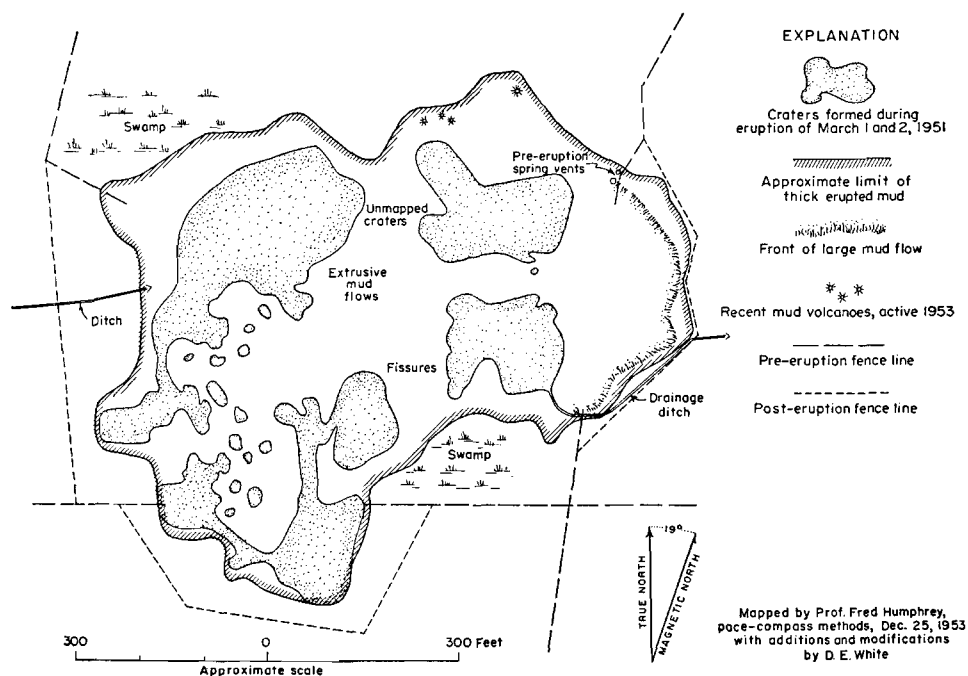 EXPLANATION
Craters formed during
eruption of March 1 and 2, 1951
Approximate limit of
thick erupted mud
Front of large mud flow
Recent mud volcanoes, active 1953
Pre-eruption fence line
Post-eruption fence line
Swamp
Pre-eruption
spring vents
Unmapped
craters
Extrusive
mud
flows
Ditch
Fissures
Drainage
ditch
Swamp
19°
TRUE NORTH
MAGNETIC NORTH
Mapped by Prof. Fred Humphrey,
pace-compass methods, Dec. 25, 1953
with additions and modifications
by D. E. White
300 0 300 Feet
Approximate scale